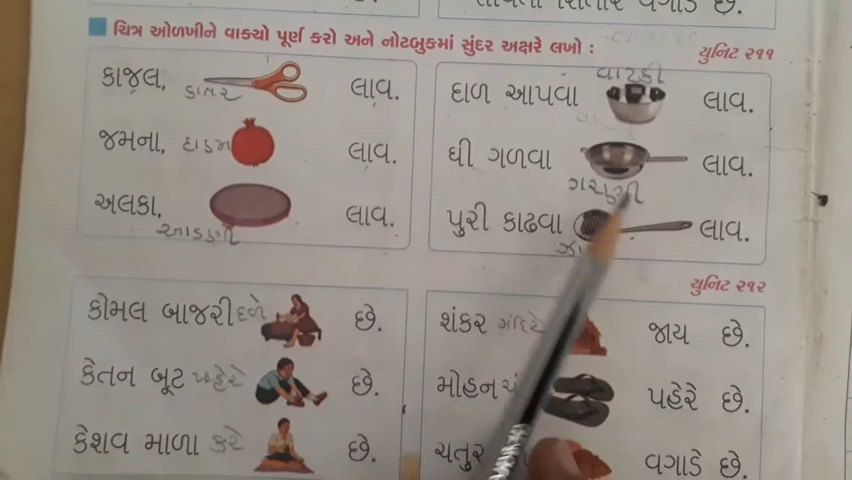 સાવિત્રી સિતાર વગાડે છે.
ચિત્ર ઓળખીને વાક્યો પૂર્ણ કરો અને નોટબુકમાં સુંદર અક્ષરે લખો :
યુનિટ ૨૧૧
કાજલ, કાતર લાવ.
જમના, દાડમ લાવ.
અલકા, લાવ.
આડણી
વાટકી
દાળ આપવા લાવ.
ઘી ગળવા લાવ.
ગરણી
પુરી કાઢવા લાવ.
યુનિટ ૨૧૨
કોમલ બાજરી દળે છે.
કેતન બૂટ પહેરે છે.
કેશવ માળા કરે છે.
શંકર મંદિરે જાય છે.
મોહન પહેરે છે.
ચતુર વગાડે છે.